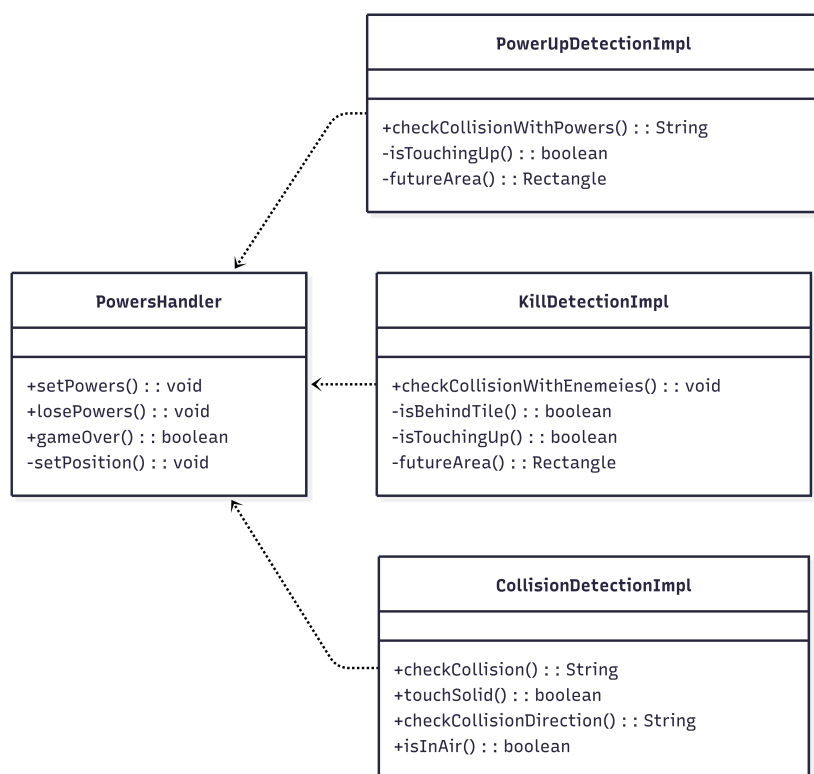 PowerUpDetectionImpl
+checkCollisionWithPowers() : : String
-isTouchingUp() : : boolean
-futureArea() : : Rectangle
PowersHandler
+setPowers() : : void
+losePowers() : : void
+gameOver() : : boolean
-setPosition() : : void
KillDetectionImpl
+checkCollisionWithEnemeies() : : void
-isBehindTile() : : boolean
-isTouchingUp() : : boolean
-futureArea() : : Rectangle
CollisionDetectionImpl
+checkCollision() : : String
+touchSolid() : : boolean
+checkCollisionDirection() : : String
+isInAir() : : boolean